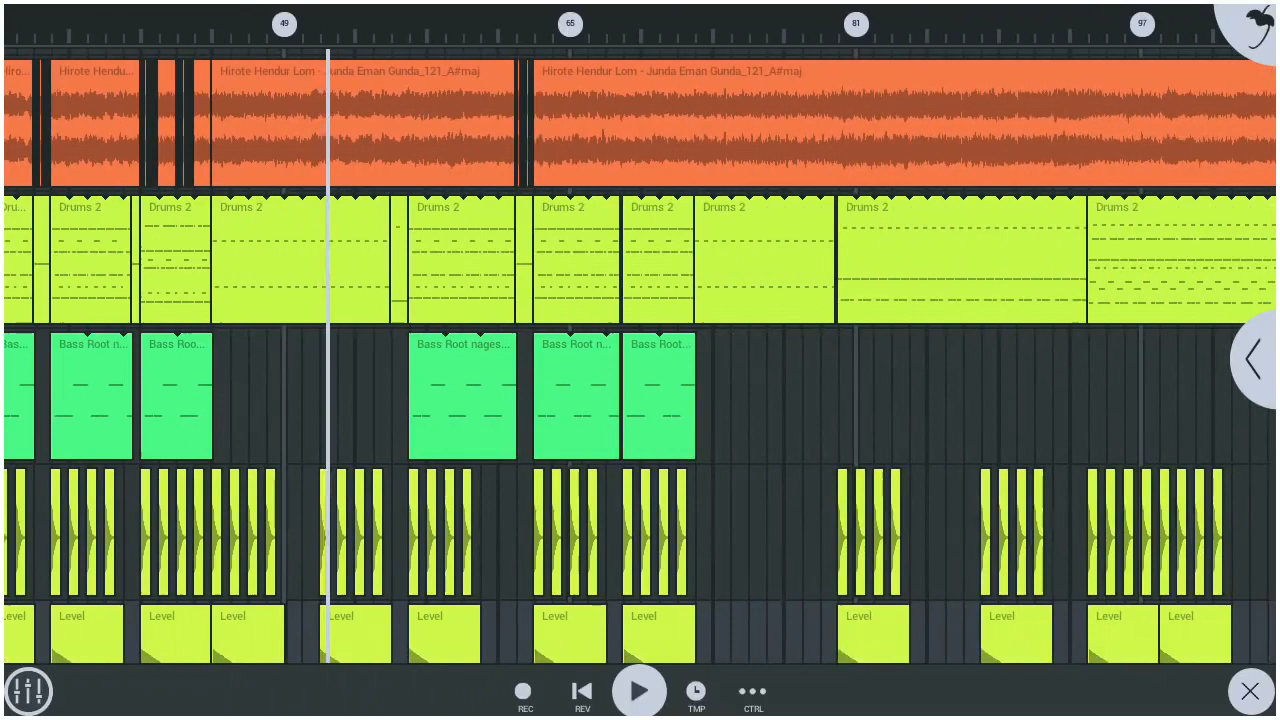 49
65
81
97
Hiro...
Hirote Hendu...
Hirote Hendur Lom - Junda Eman Gunda_121_A#maj
Hirote Hendur Lom - Junda Eman Gunda_121_A#maj
Dru...
Drums 2
Drums 2
Drums 2
Drums 2
Drums 2
Drums 2
Drums 2
Drums 2
Drums 2
Bas...
Bass Root n...
Bass Roo...
Bass Root nages...
Bass Root n...
Bass Root...
Level
Level
Level
Level
Level
Level
Level
Level
Level
Level
Level
Level
REC
REV
TMP
CTRL